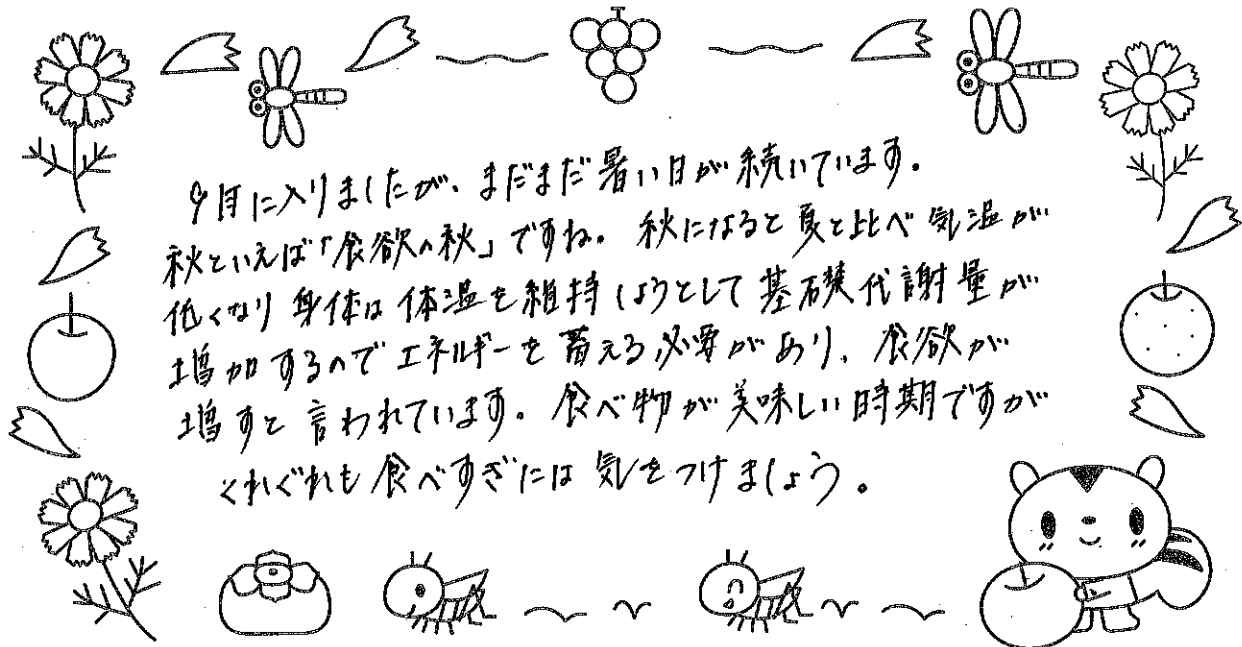 9月に入りましたが、まだまだ暑い日が続いています。
秋といえば「食欲の秋」ですね。秋になると夏と比べ気温が
低くなり身体は体温を維持しようとして基礎代謝量が
増加するのでエネルギーを蓄える必要があり、食欲が
増すと言われています。食べ物が美味しい時期ですが
くれぐれも食べすぎには気をつけましょう。